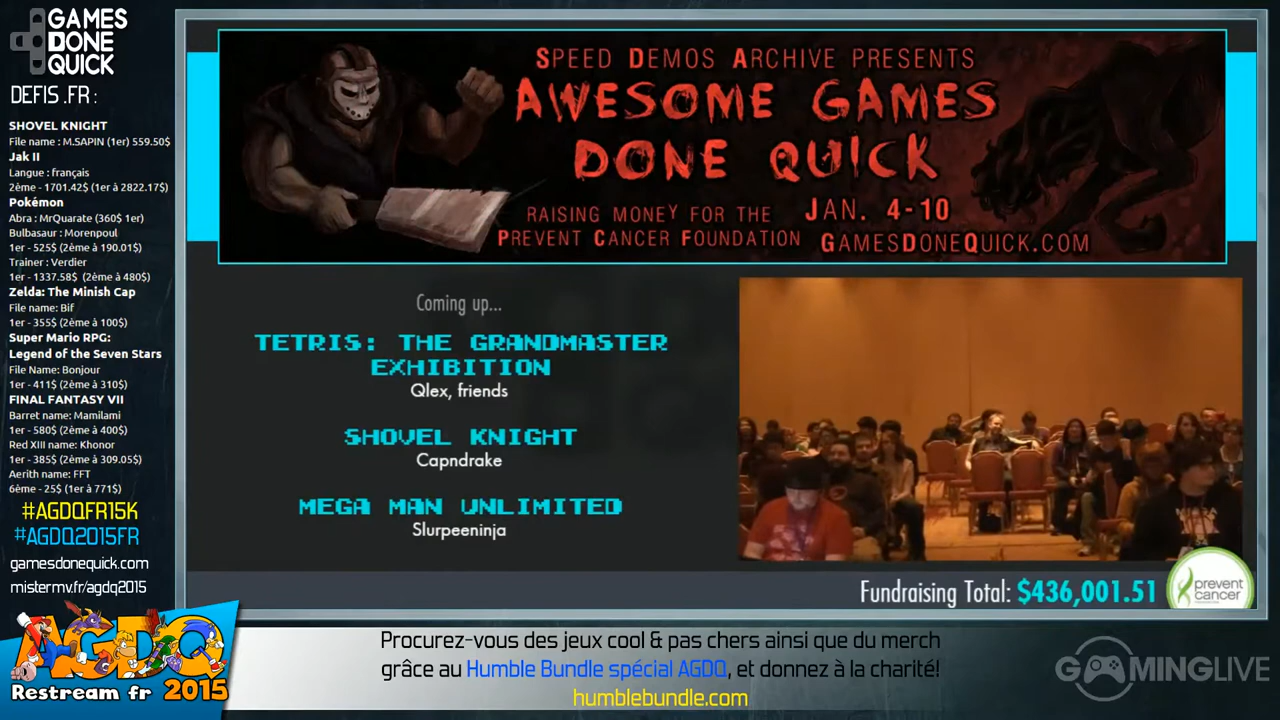 GAMES
DONE
QUICK
DEFIS .FR :
SHOVEL KNIGHT
File name : M.SAPIN (1er) 559.50$
Jak II
Langue : français
2ème - 1701.42$ (1er à 2822.17$)
Pokémon
Abra : MrQuarate (360$ 1er)
Bulbasaur : Morenpoul
1er - 525$ (2ème à 190.01$)
Trainer : Verdier
1er - 1337.58$ (2ème à 480$)
Zelda: The Minish Cap
File name: Bif
1er - 355$ (2ème à 100$)
Super Mario RPG:
Legend of the Seven Stars
File Name: Bonjour
1er - 411$ (2ème à 310$)
FINAL FANTASY VII
Barret name: Mamilami
1er - 580$ (2ème à 400$)
Red XIII name: Khonor
1er - 385$ (2ème à 309.05$)
Aerith name: FFT
6ème - 25$ (1er à 771$)
#AGDQFR15K
#AGDQ2015FR
gamesdonequick.com
mistermv.fr/agdq2015
AGDQ
Restream fr 2015
SPEED DEMOS ARCHIVE PRESENTS
AWESOME GAMES
DONE QUICK
RAISING MONEY FOR THE
PREVENT CANCER FOUNDATION
JAN. 4-10
GAMESDONEQUICK.COM
Coming up...
TETRIS: THE GRANDMASTER
EXHIBITION
Qlex, friends
SHOVEL KNIGHT
Capndrake
MEGA MAN UNLIMITED
Slurpeeninja
Fundraising Total: $436,001.51
prevent
cancer
Procurez-vous des jeux cool & pas chers ainsi que du merch
grâce au Humble Bundle spécial AGDQ, et donnez à la charité!
humblebundle.com
GAMINGLIVE